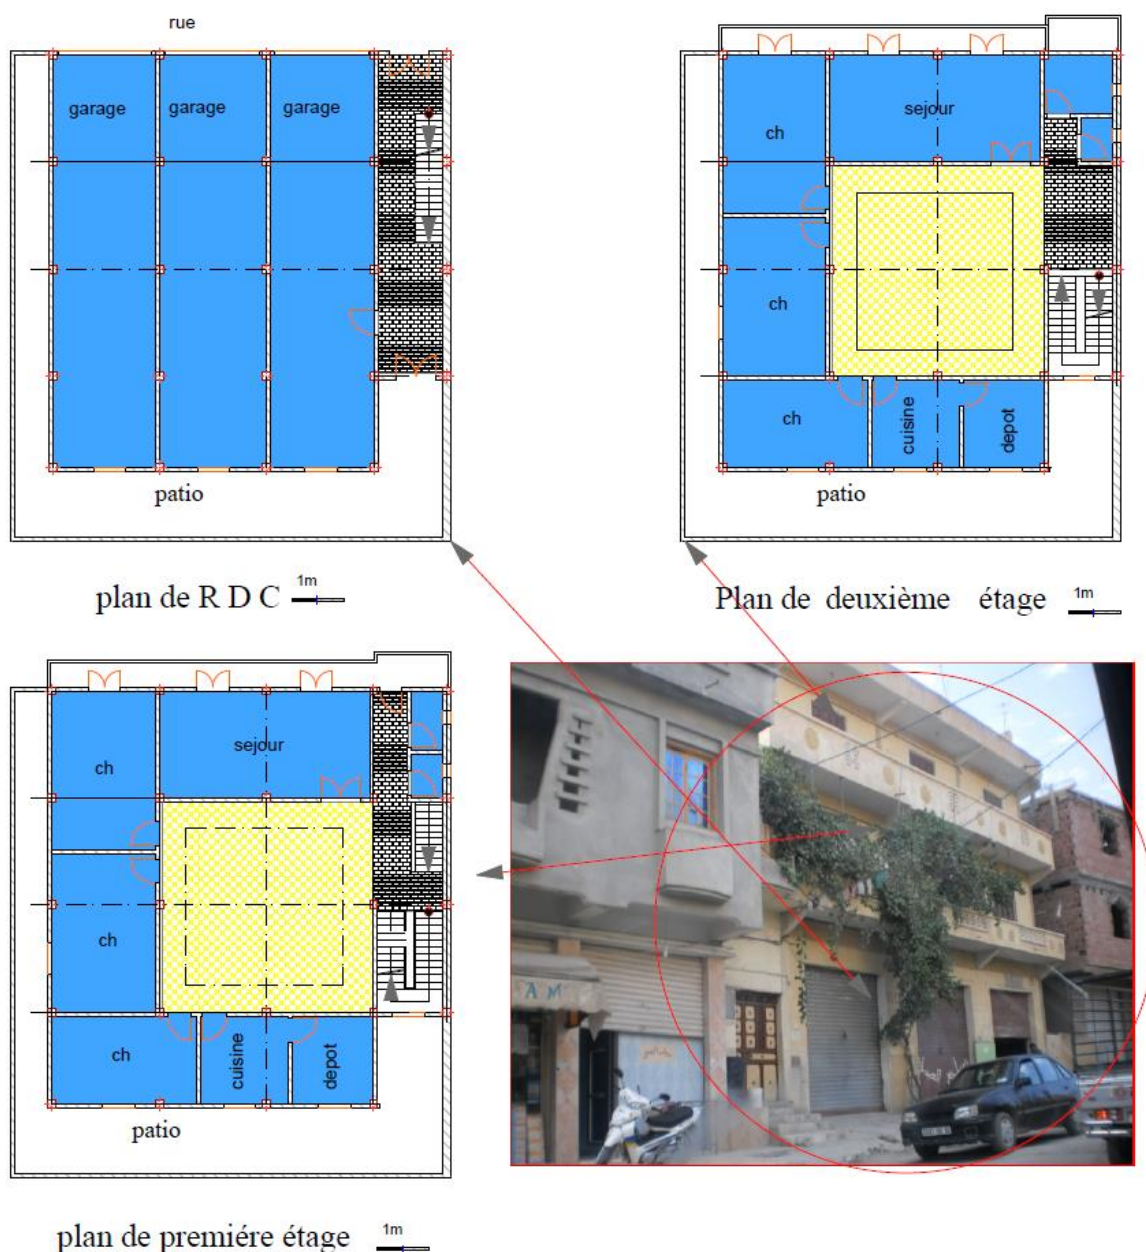 rue
garage
garage
garage
patio
plan de R D C
1m
sejour
ch
ch
ch
cuisine
depot
patio
Plan de deuxième étage
1m
sejour
ch
ch
ch
cuisine
depot
patio
plan de premiére étage
1m
A M